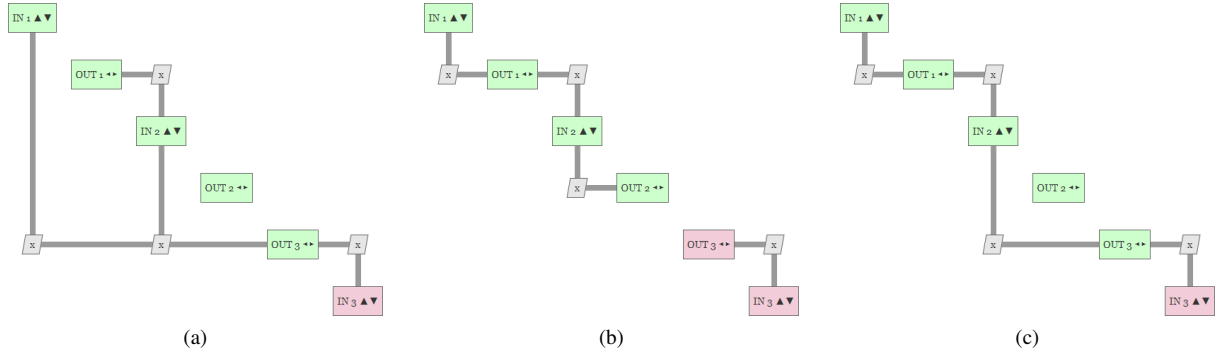 IN 1 ▲▼
IN 1 ▲▼
IN 1 ▲▼
OUT 1 ◄► x
x OUT 1 ◄► x
x OUT 1 ◄► x
IN 2 ▲▼
IN 2 ▲▼
IN 2 ▲▼
OUT 2 ◄►
x OUT 2 ◄►
OUT 2 ◄►
x x OUT 3 ◄► x
OUT 3 ◄► x
x OUT 3 ◄► x
IN 3 ▲▼
IN 3 ▲▼
IN 3 ▲▼
(a)
(b)
(c)